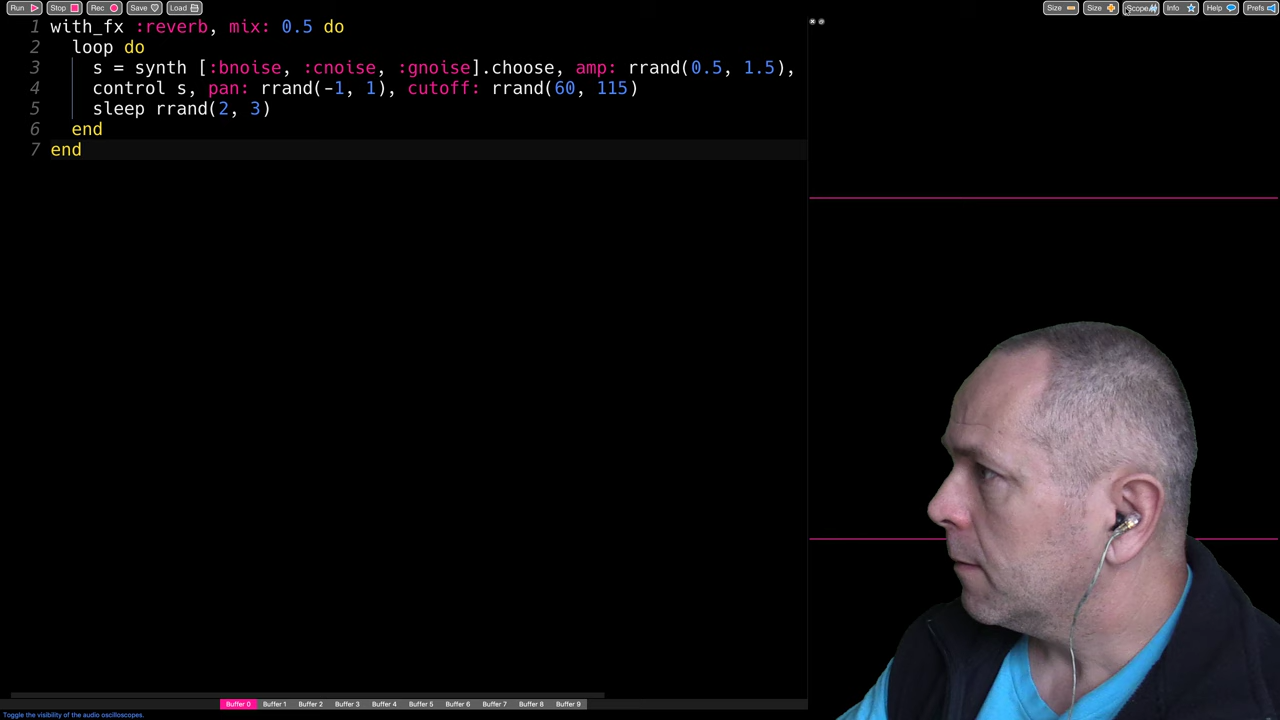 Run Stop Rec Save Load Size Size Scope Info Help Prefs
1 with_fx :reverb, mix: 0.5 do
2 loop do
3 s = synth [:bnoise, :cnoise, :gnoise].choose, amp: rrand(0.5, 1.5),
4 control s, pan: rrand(-1, 1), cutoff: rrand(60, 115)
5 sleep rrand(2, 3)
6 end
7 end
Buffer 0 Buffer 1 Buffer 2 Buffer 3 Buffer 4 Buffer 5 Buffer 6 Buffer 7 Buffer 8 Buffer 9
Toggle the visibility of the audio oscilloscopes.